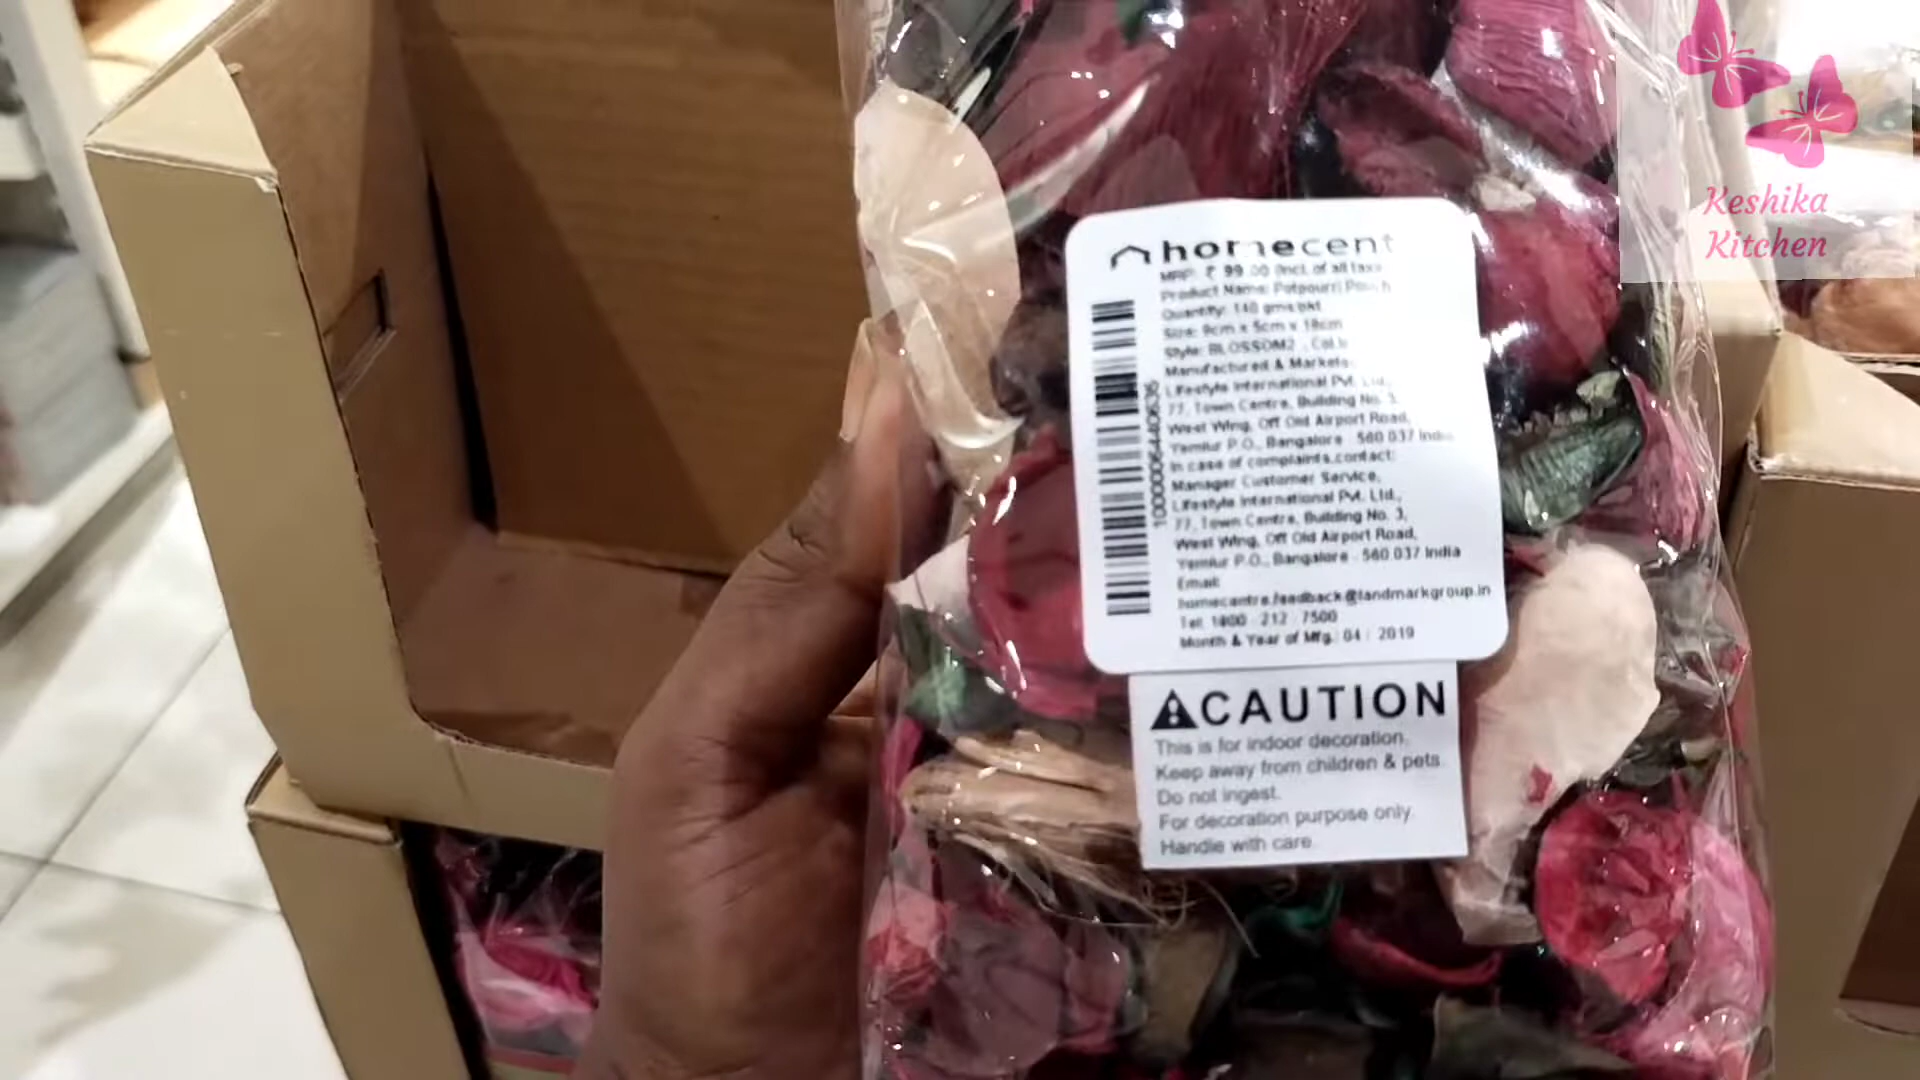 homecent
MRP: ₹ 99.00 (Incl. of all taxe
Product Name: Potpourri Pouch
Quantity: 140 gms/pkt
Size: 9cm x 5cm x 18cm
Style: BLOSSOM2
Manufactured & Markete
Lifestyle International Pvt. Ltd.,
77, Town Centre, Building No. 3,
West Wing, Off Old Airport Road,
Yemlur P.O., Bangalore - 560 037 India
In case of complaints,contact:
Manager Customer Service,
Lifestyle International Pvt. Ltd.,
77, Town Centre, Building No. 3,
West Wing, Off Old Airport Road,
Yemlur P.O., Bangalore - 560 037 India
Email:
homecentre.feedback@landmarkgroup.in
Tel: 1800 - 212 - 7500
Month & Year of Mfg.: 04 / 2019
CAUTION
This is for indoor decoration.
Keep away from children & pets.
Do not ingest.
For decoration purpose only.
Handle with care.
Keshika
Kitchen